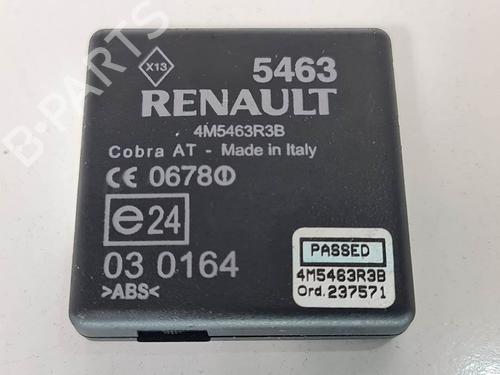 X13
5463
RENAULT
4M5463R3B
Cobra AT - Made in Italy
CE 0678
e24
03 0164
>ABS<
PASSED
4M5463R3B
Ord.237571
B-PARTS